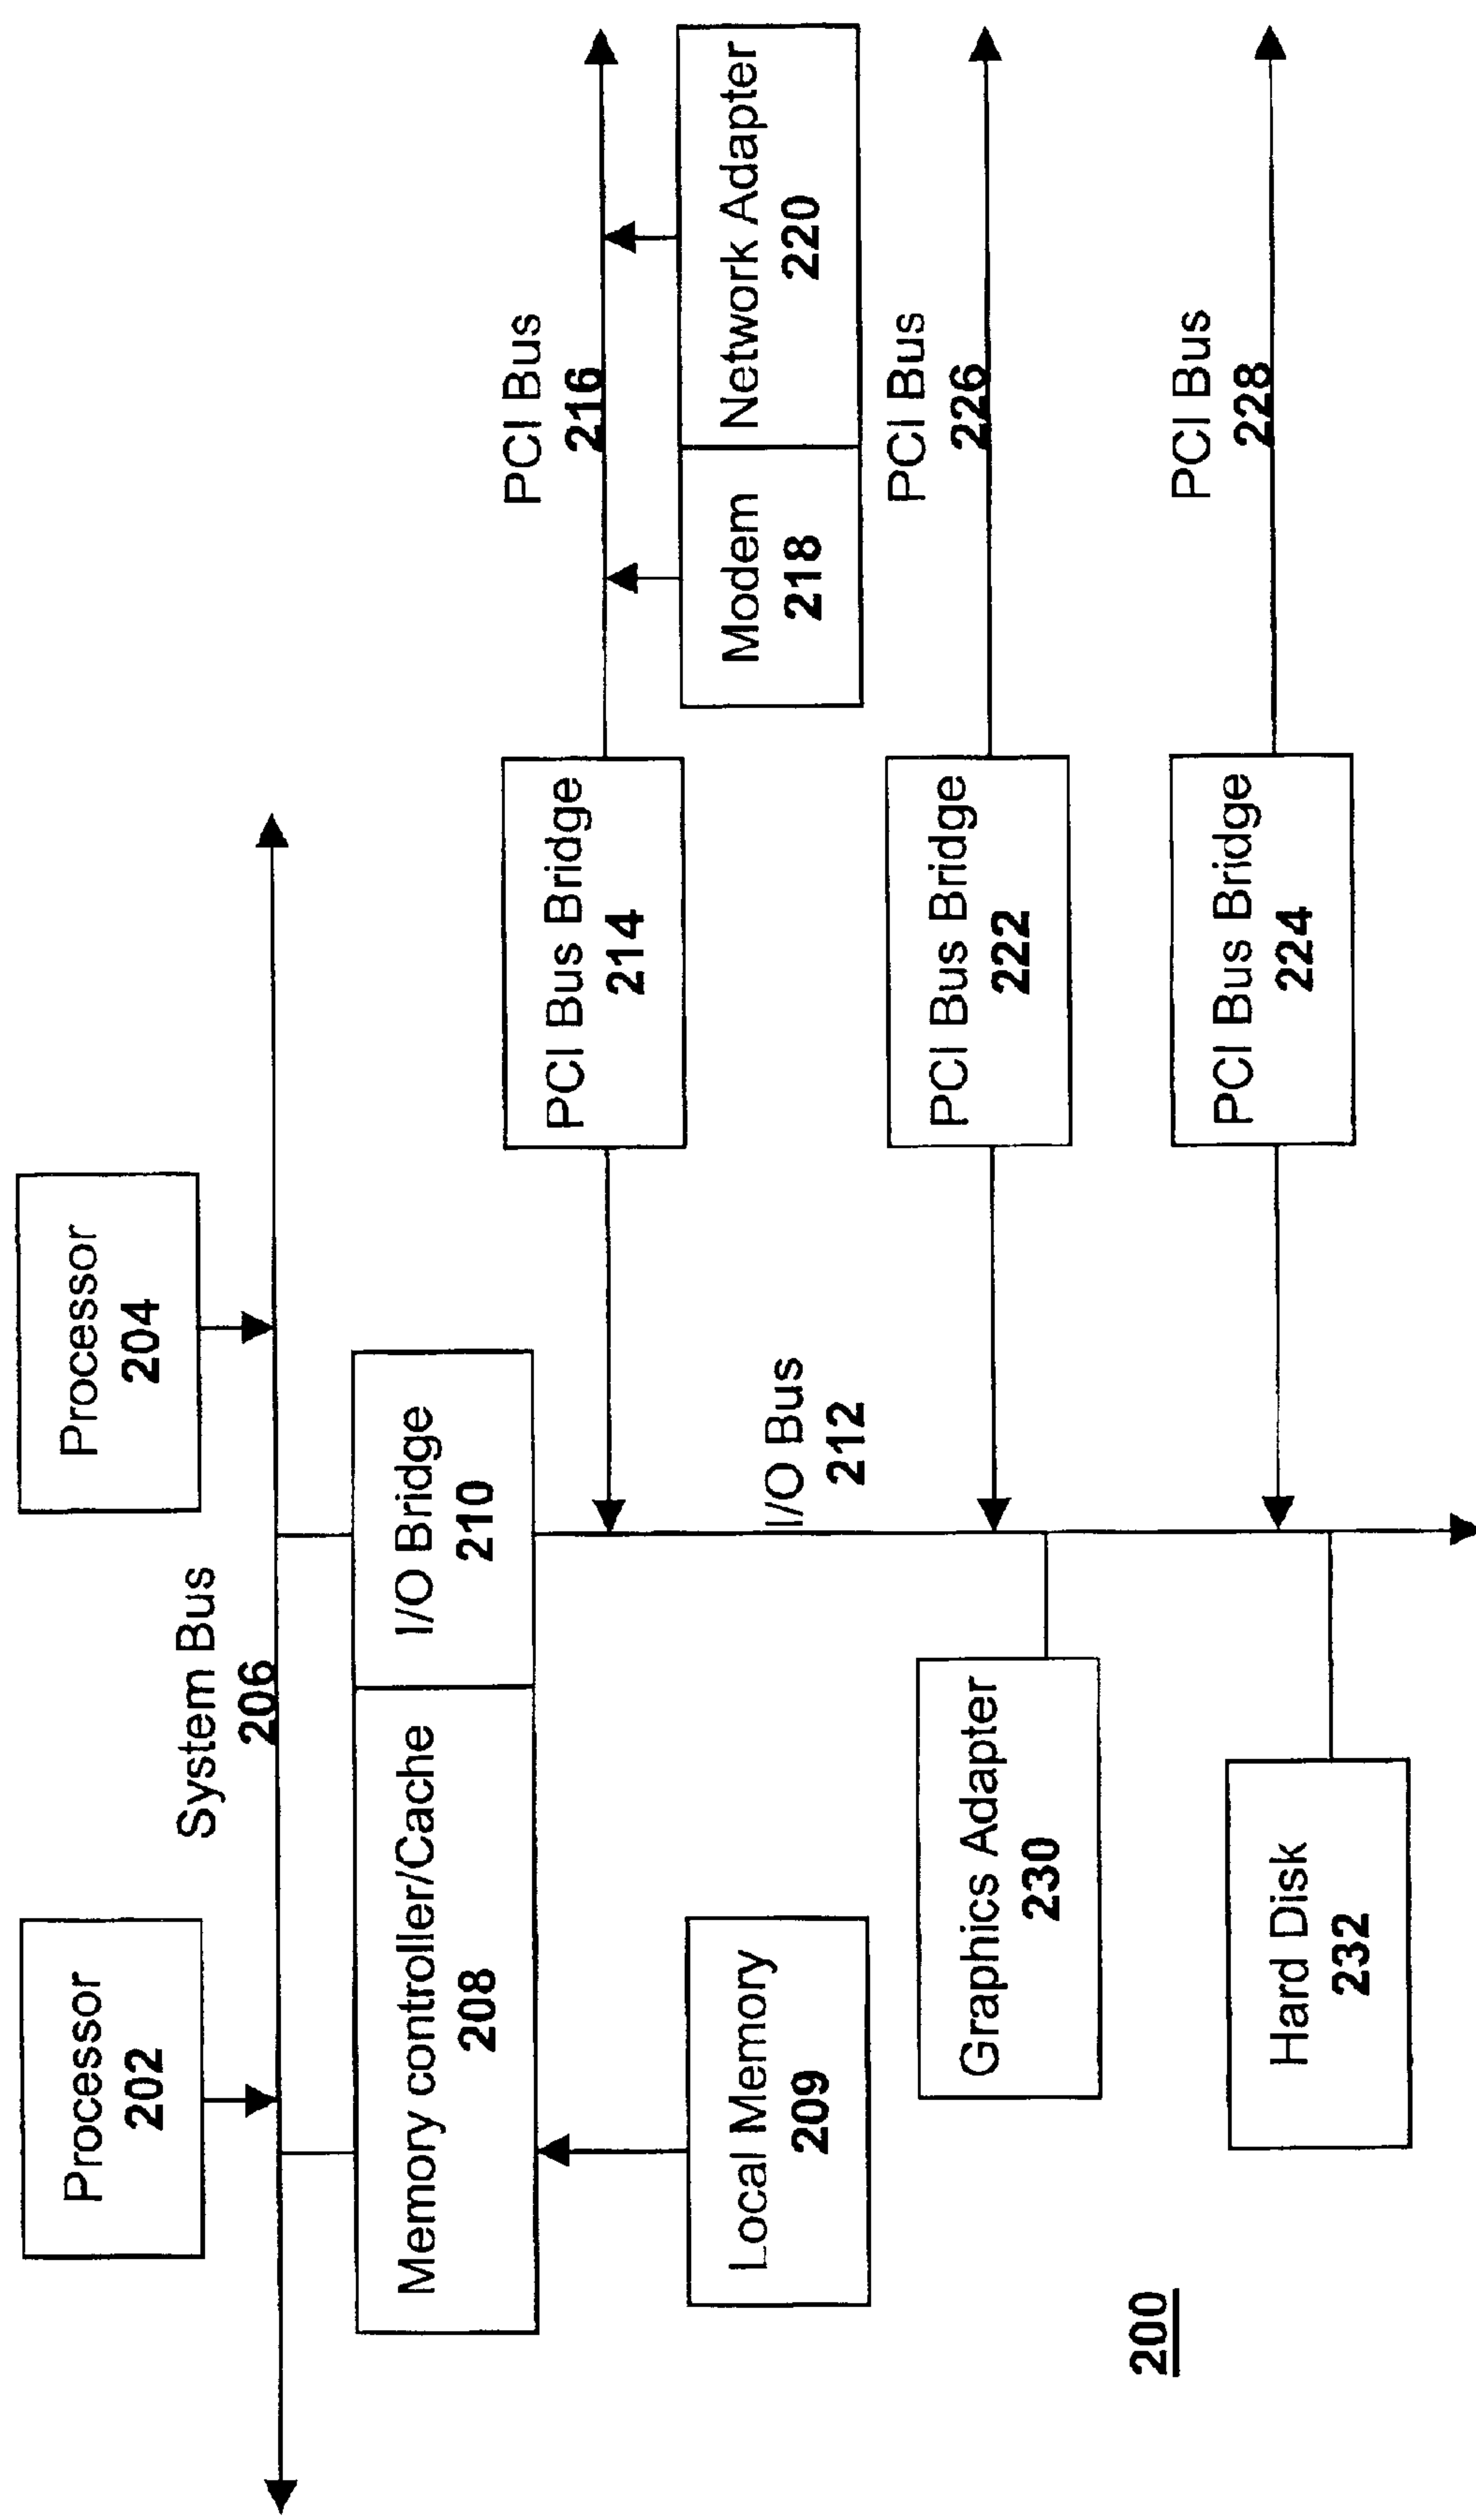 Processor
202
Processor
204
System Bus
206
Memory controller/Cache
208
I/O Bridge
210
Local Memory
209
PCI Bus Bridge
214
PCI Bus
216
Modem
218
Network Adapter
220
I/O Bus
212
Graphics Adapter
230
PCI Bus Bridge
222
PCI Bus
226
Hard Disk
232
PCI Bus Bridge
224
PCI Bus
228
200